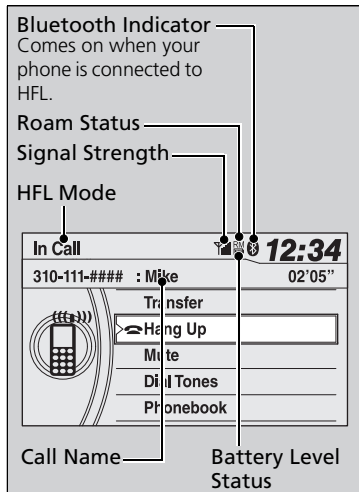 Bluetooth Indicator
Comes on when your
phone is connected to
HFL.
Roam Status
Signal Strength
HFL Mode
In Call
RM
12:34
310-111-#### : Mike 02'05"
Transfer
Hang Up
Mute
Dial Tones
Phonebook
Call Name
Battery Level
Status